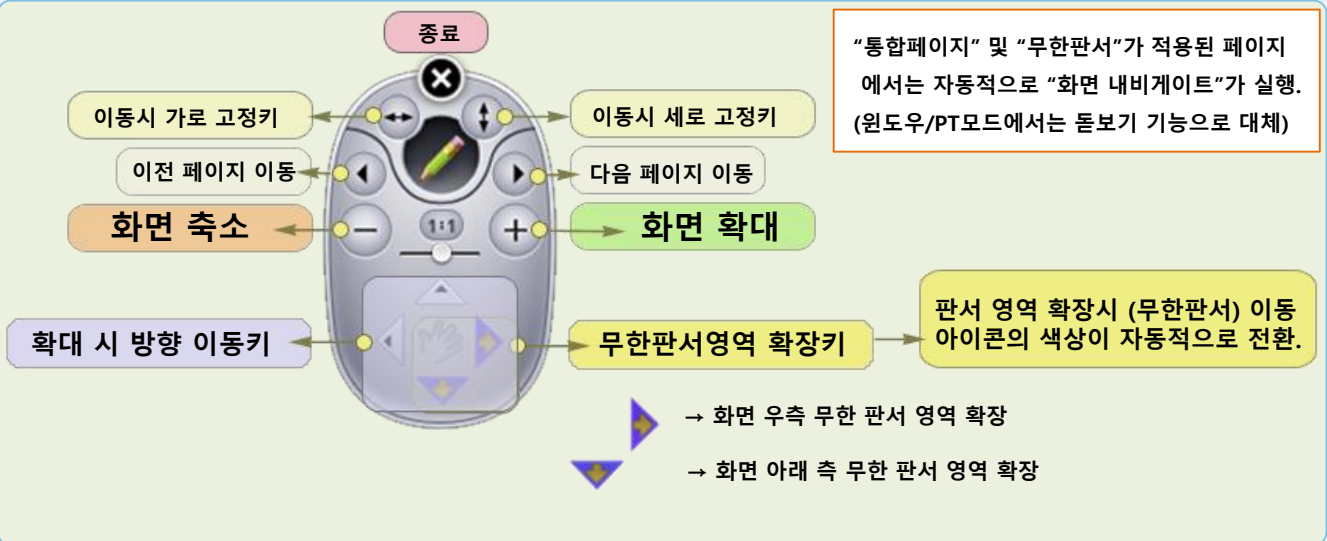 종료
“통합페이지” 및 “무한판서”가 적용된 페이지
에서는 자동적으로 “화면 내비게이트”가 실행.
(윈도우/PT모드에서는 돋보기 기능으로 대체)
이동시 가로 고정키
이동시 세로 고정키
이전 페이지 이동
다음 페이지 이동
화면 축소
1:1
화면 확대
확대 시 방향 이동키
무한판서영역 확장키
판서 영역 확장시 (무한판서) 이동
아이콘의 색상이 자동적으로 전환.
→ 화면 우측 무한 판서 영역 확장
→ 화면 아래 측 무한 판서 영역 확장